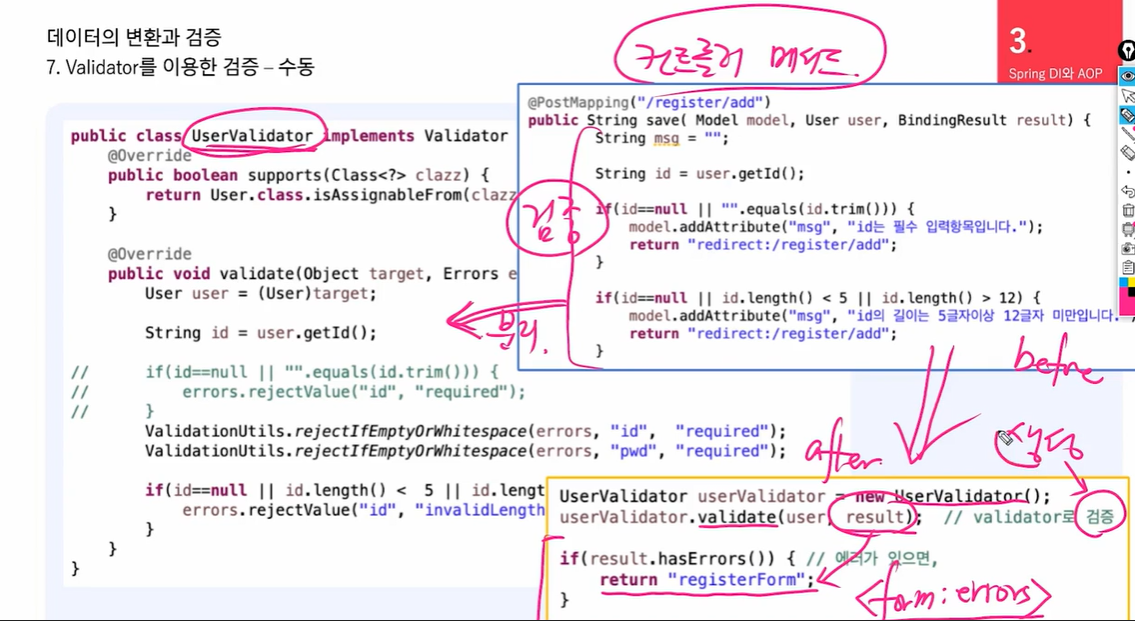 데이터의 변환과 검증
7. Validator를 이용한 검증 – 수동
3.
Spring DI와 AOP
컨트롤러 메서드.
public class UserValidator implements Validator
@Override
public boolean supports(Class<?> clazz) {
return User.class.isAssignableFrom(clazz
}
@Override
public void validate(Object target, Errors e
User user = (User)target;
String id = user.getId();
// if(id==null || "".equals(id.trim())) {
// errors.rejectValue("id", "required");
// }
ValidationUtils.rejectIfEmptyOrWhitespace(errors, "id", "required");
ValidationUtils.rejectIfEmptyOrWhitespace(errors, "pwd", "required");
if(id==null || id.length() < 5 || id.lengt
errors.rejectValue("id", "invalidLength
}
}
}
@PostMapping("/register/add")
public String save( Model model, User user, BindingResult result) {
String msg = "";
String id = user.getId();
if(id==null || "".equals(id.trim())) {
model.addAttribute("msg", "id는 필수 입력항목입니다.");
return "redirect:/register/add";
}
if(id==null || id.length() < 5 || id.length() > 12) {
model.addAttribute("msg", "id의 길이는 5글자이상 12글자 미만입니다.
return "redirect:/register/add";
}
검증
분리.
before
after.
UserValidator userValidator = new UserValidator();
userValidator.validate(user, result); // validator로 검증
if(result.hasErrors()) { // 에러가 있으면,
return "registerForm";
}
<form:errors>